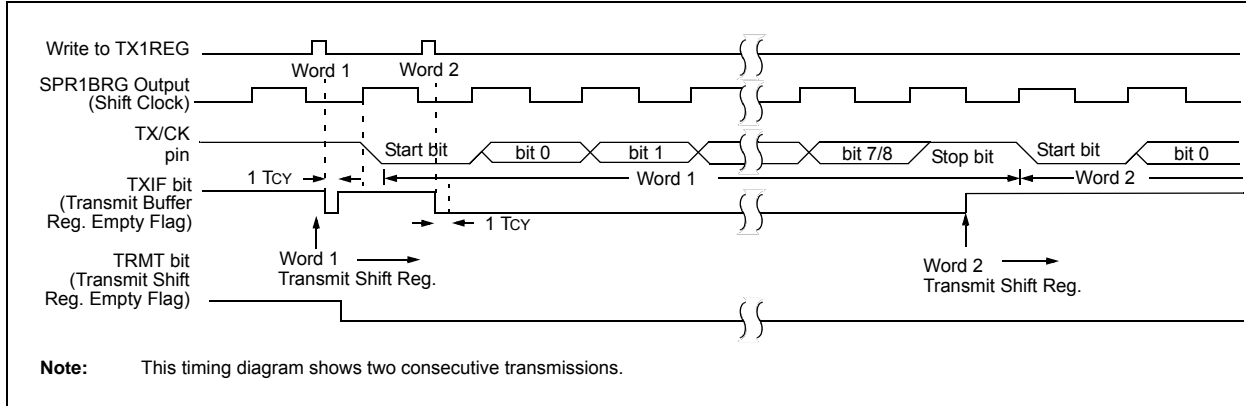 Write to TX1REG
Word 1
Word 2
SPR1BRG Output
(Shift Clock)
TX/CK
pin
Start bit
bit 0
bit 1
bit 7/8
Stop bit
Start bit
bit 0
1 TCY
Word 1
Word 2
TXIF bit
(Transmit Buffer
Reg. Empty Flag)
1 TCY
Word 1
Transmit Shift Reg.
Word 2
Transmit Shift Reg.
TRMT bit
(Transmit Shift
Reg. Empty Flag)
Note: This timing diagram shows two consecutive transmissions.